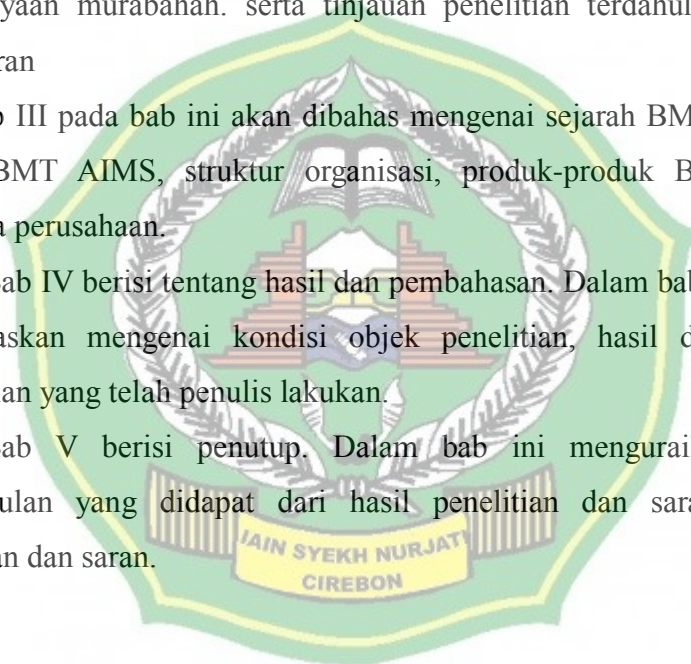 yaan murabahah. serta tinjauan penelitian terdahul
ran
III pada bab ini akan dibahas mengenai sejarah BM
BMT AIMS, struktur organisasi, produk-produk B
a perusahaan.
ab IV berisi tentang hasil dan pembahasan. Dalam bab
askan mengenai kondisi objek penelitian, hasil d
an yang telah penulis lakukan.
ab V berisi penutup. Dalam bab ini mengurai
ulan yang didapat dari hasil penelitian dan sara
an dan saran.
IAIN SYEKH NURJATI
CIREBON